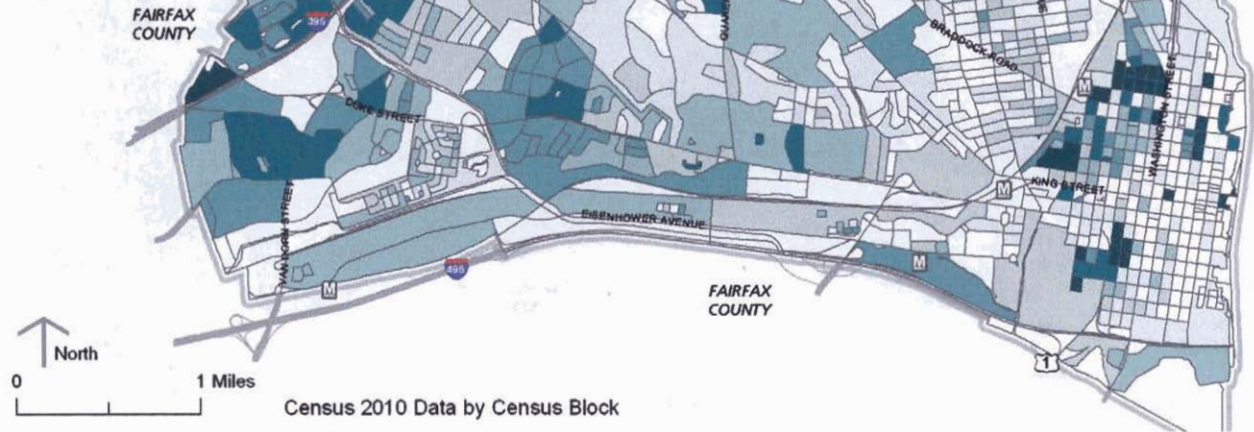 FAIRFAX
COUNTY
395
BRADDOCK ROAD
DUKE STREET
WASHINGTON STREET
M
M
KING STREET
VAN DORN STREET
EISENHOWER AVENUE
495
M
M
FAIRFAX
COUNTY
North
1
0
1 Miles
Census 2010 Data by Census Block